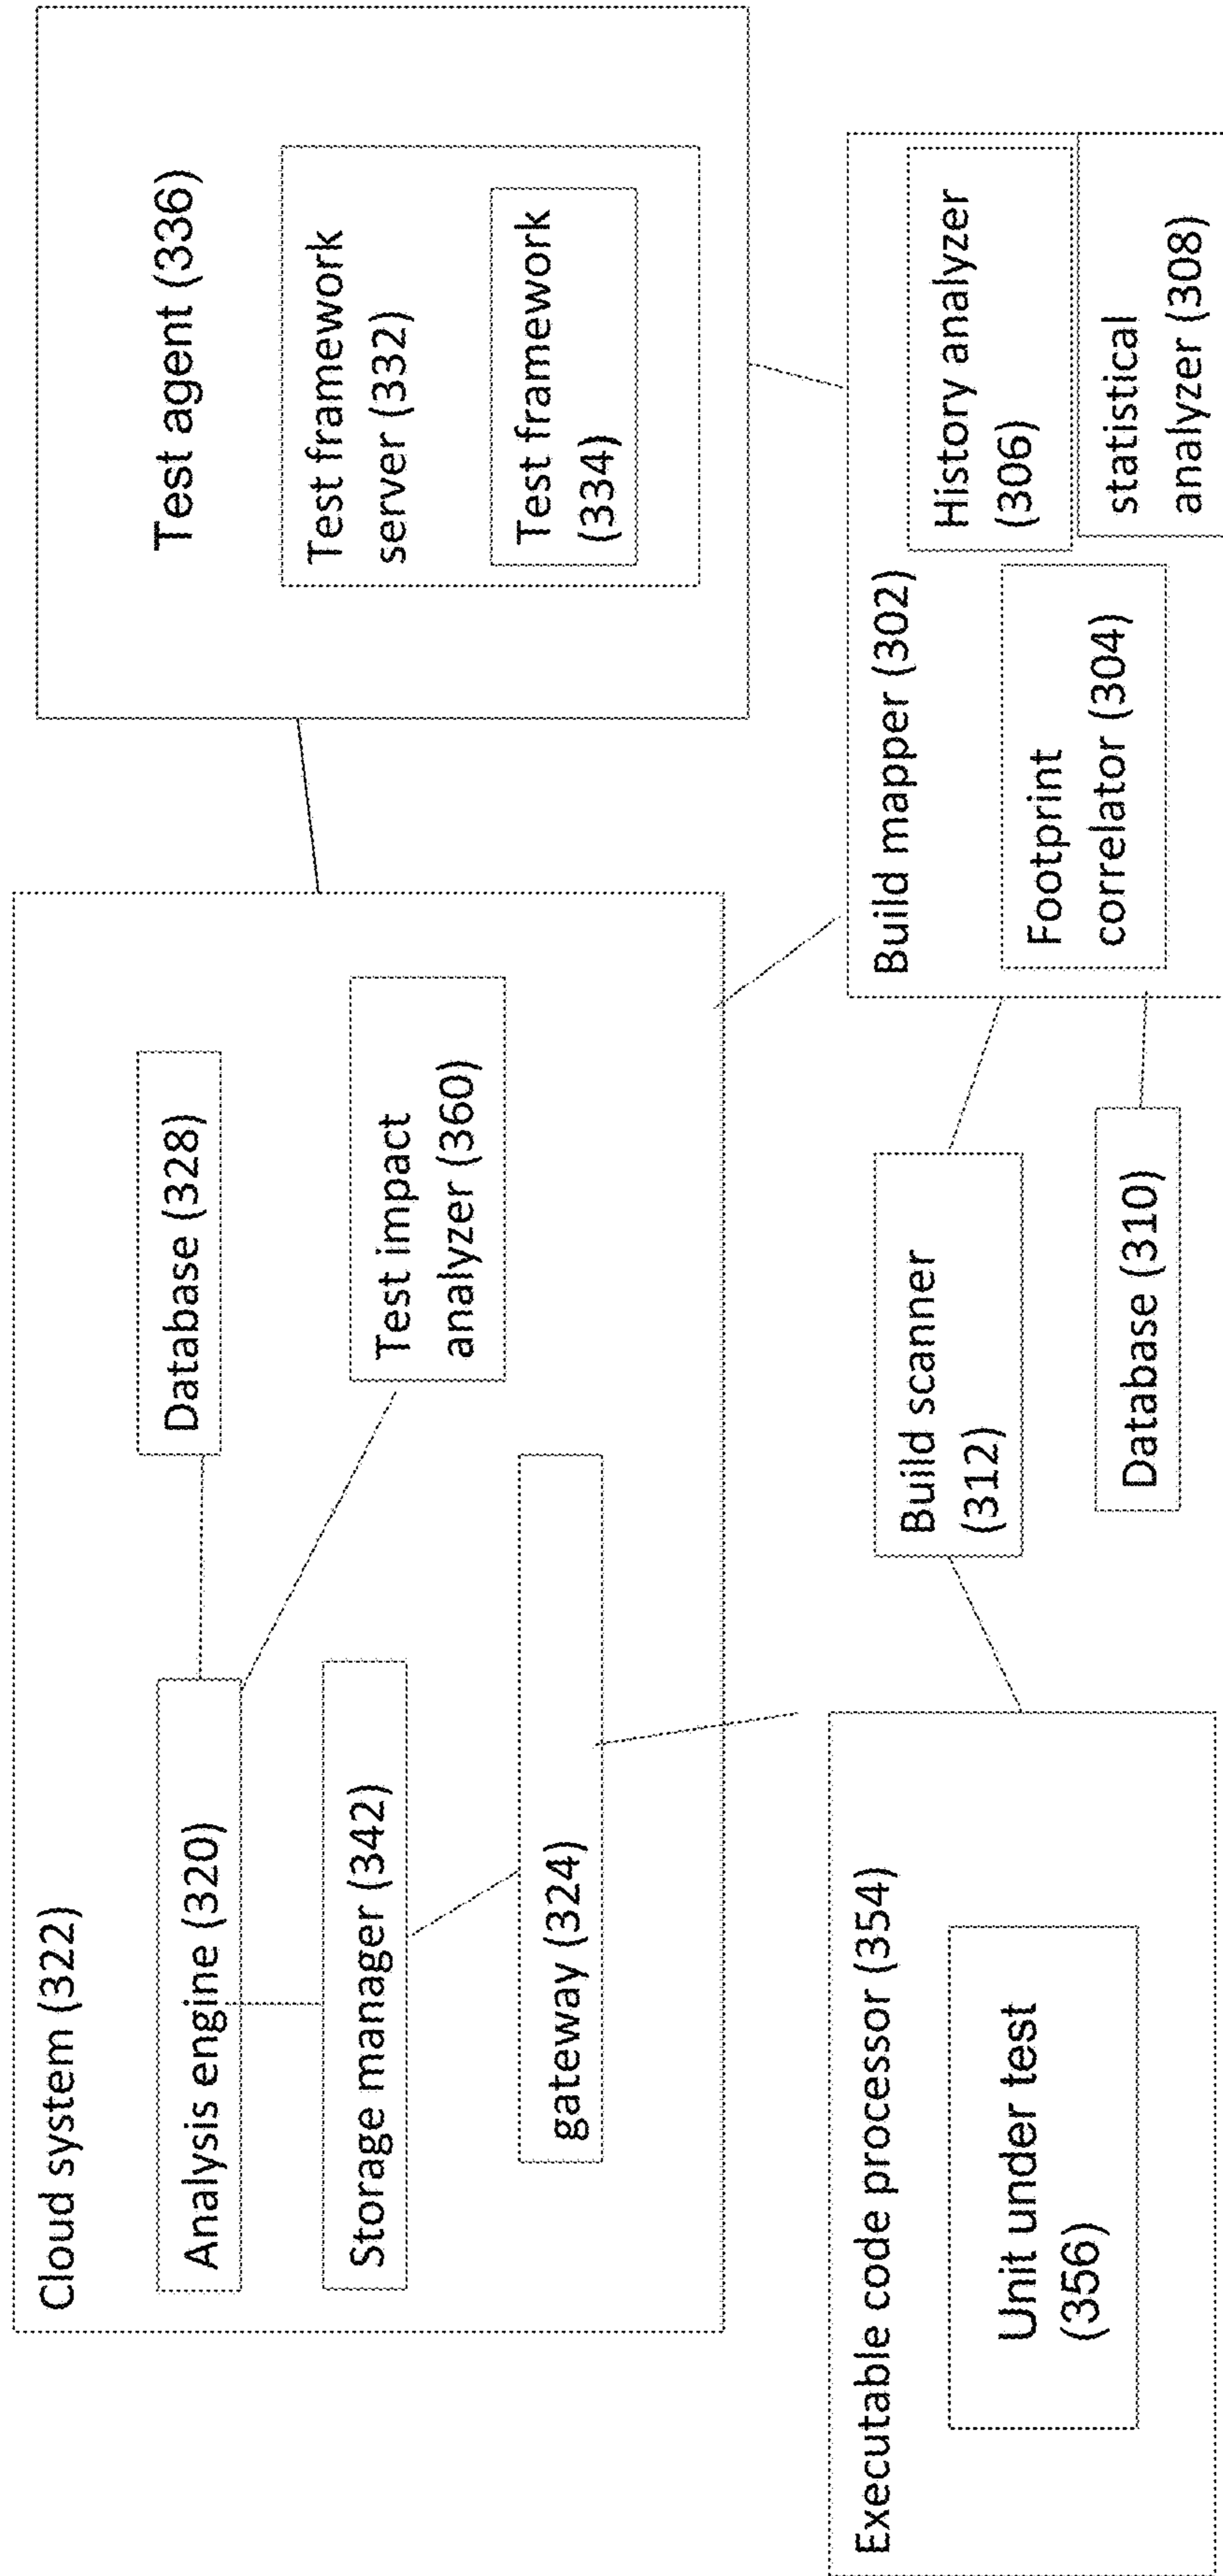 Cloud system (322)
Analysis engine (320)
Database (328)
Storage manager (342)
Test impact
analyzer (360)
gateway (324)
Test agent (336)
Test framework
server (332)
Test framework
(334)
Executable code processor (354)
Unit under test
(356)
Build scanner
(312)
Database (310)
Build mapper (302)
Footprint
correlator (304)
History analyzer
(306)
statistical
analyzer (308)